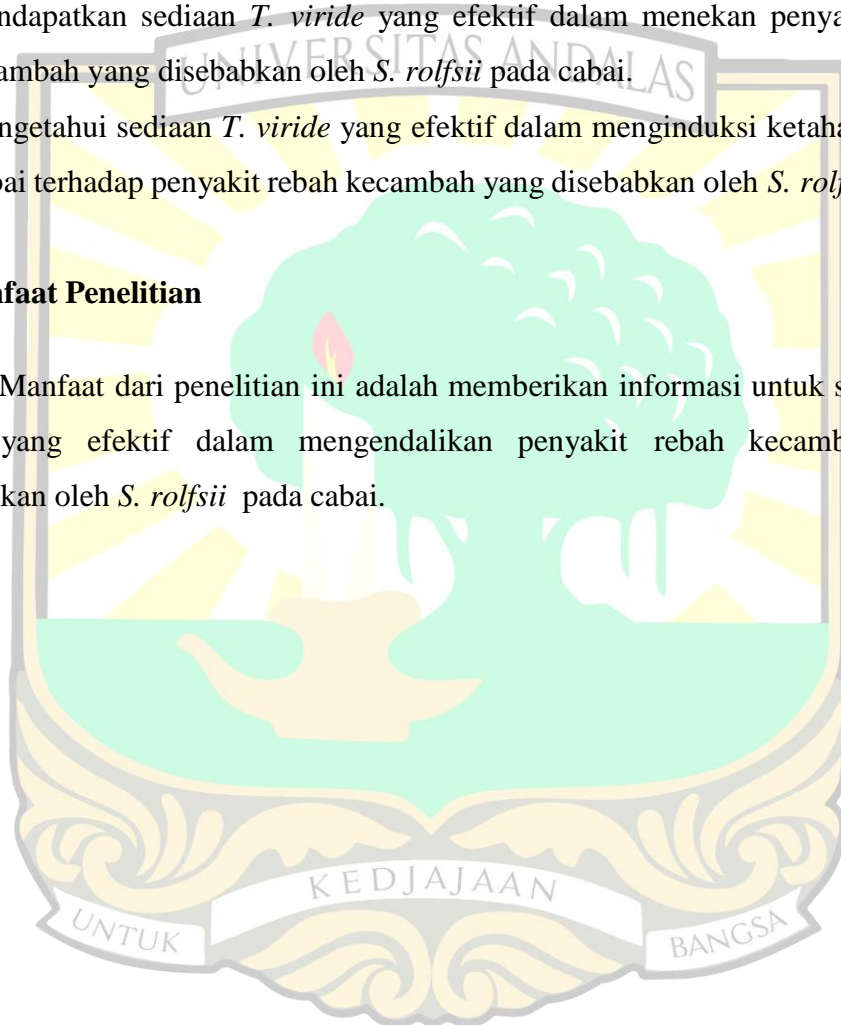 ndapatkan sediaan T. viride yang efektif dalam menekan penya
UNIVERSITAS ANDALAS
ambah yang disebabkan oleh S. rolfsii pada cabai.
ngetahui sediaan T. viride yang efektif dalam menginduksi ketaha
bai terhadap penyakit rebah kecambah yang disebabkan oleh S. rolf
nfaat Penelitian
Manfaat dari penelitian ini adalah memberikan informasi untuk s
yang efektif dalam mengendalikan penyakit rebah kecamb
kan oleh S. rolfsii pada cabai.
KEDJAJAAN
UNTUK BANGSA